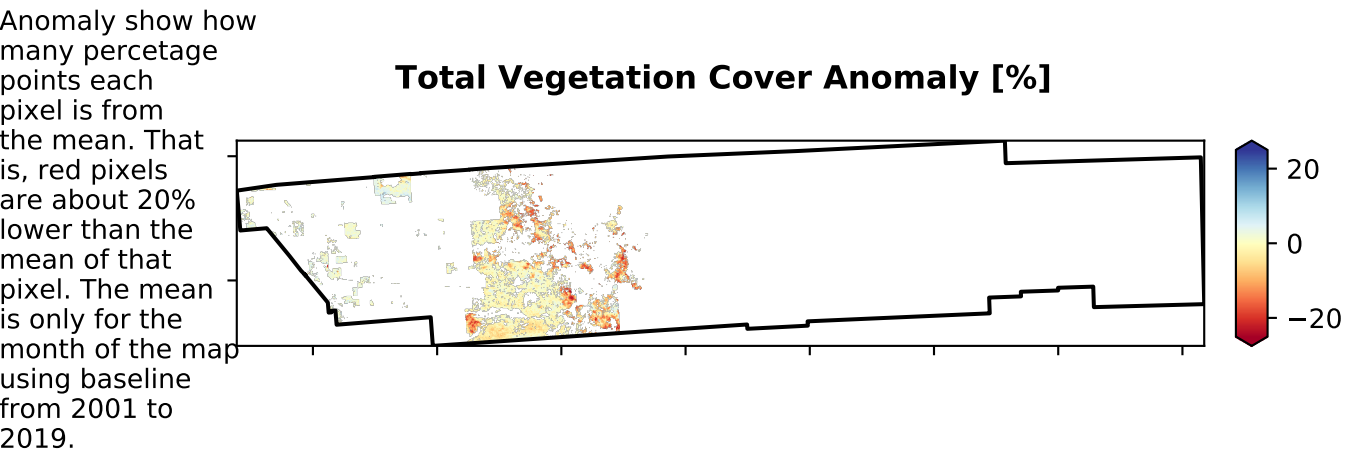 Anomaly show how
many percetage
points each
pixel is from
the mean. That
is, red pixels
are about 20%
lower than the
mean of that
pixel. The mean
is only for the
month of the map
using baseline
from 2001 to
2019.
Total Vegetation Cover Anomaly [%]
20
0
−20